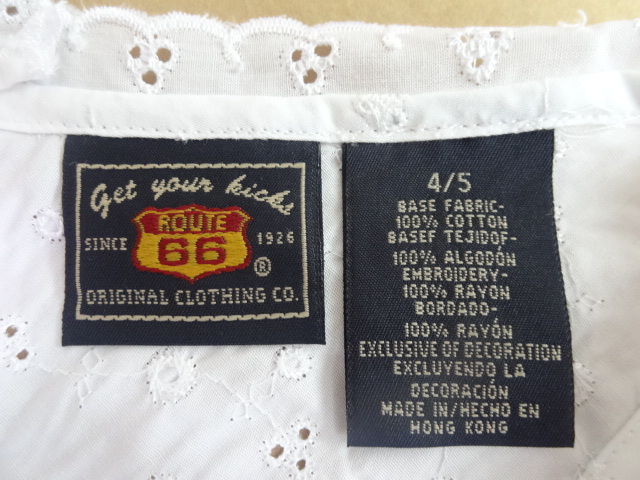 Get your kicks
ROUTE
SINCE 66 1926
®
ORIGINAL CLOTHING CO.
4/5
BASE FABRIC-
100% COTTON
BASEF TEJIDOF-
100% ALGODÓN
EMBROIDERY-
100% RAYON
BORDADO-
100% RAYÓN
EXCLUSIVE OF DECORATION
EXCLUYENDO LA
DECORACIÓN
MADE IN/HECHO EN
HONG KONG